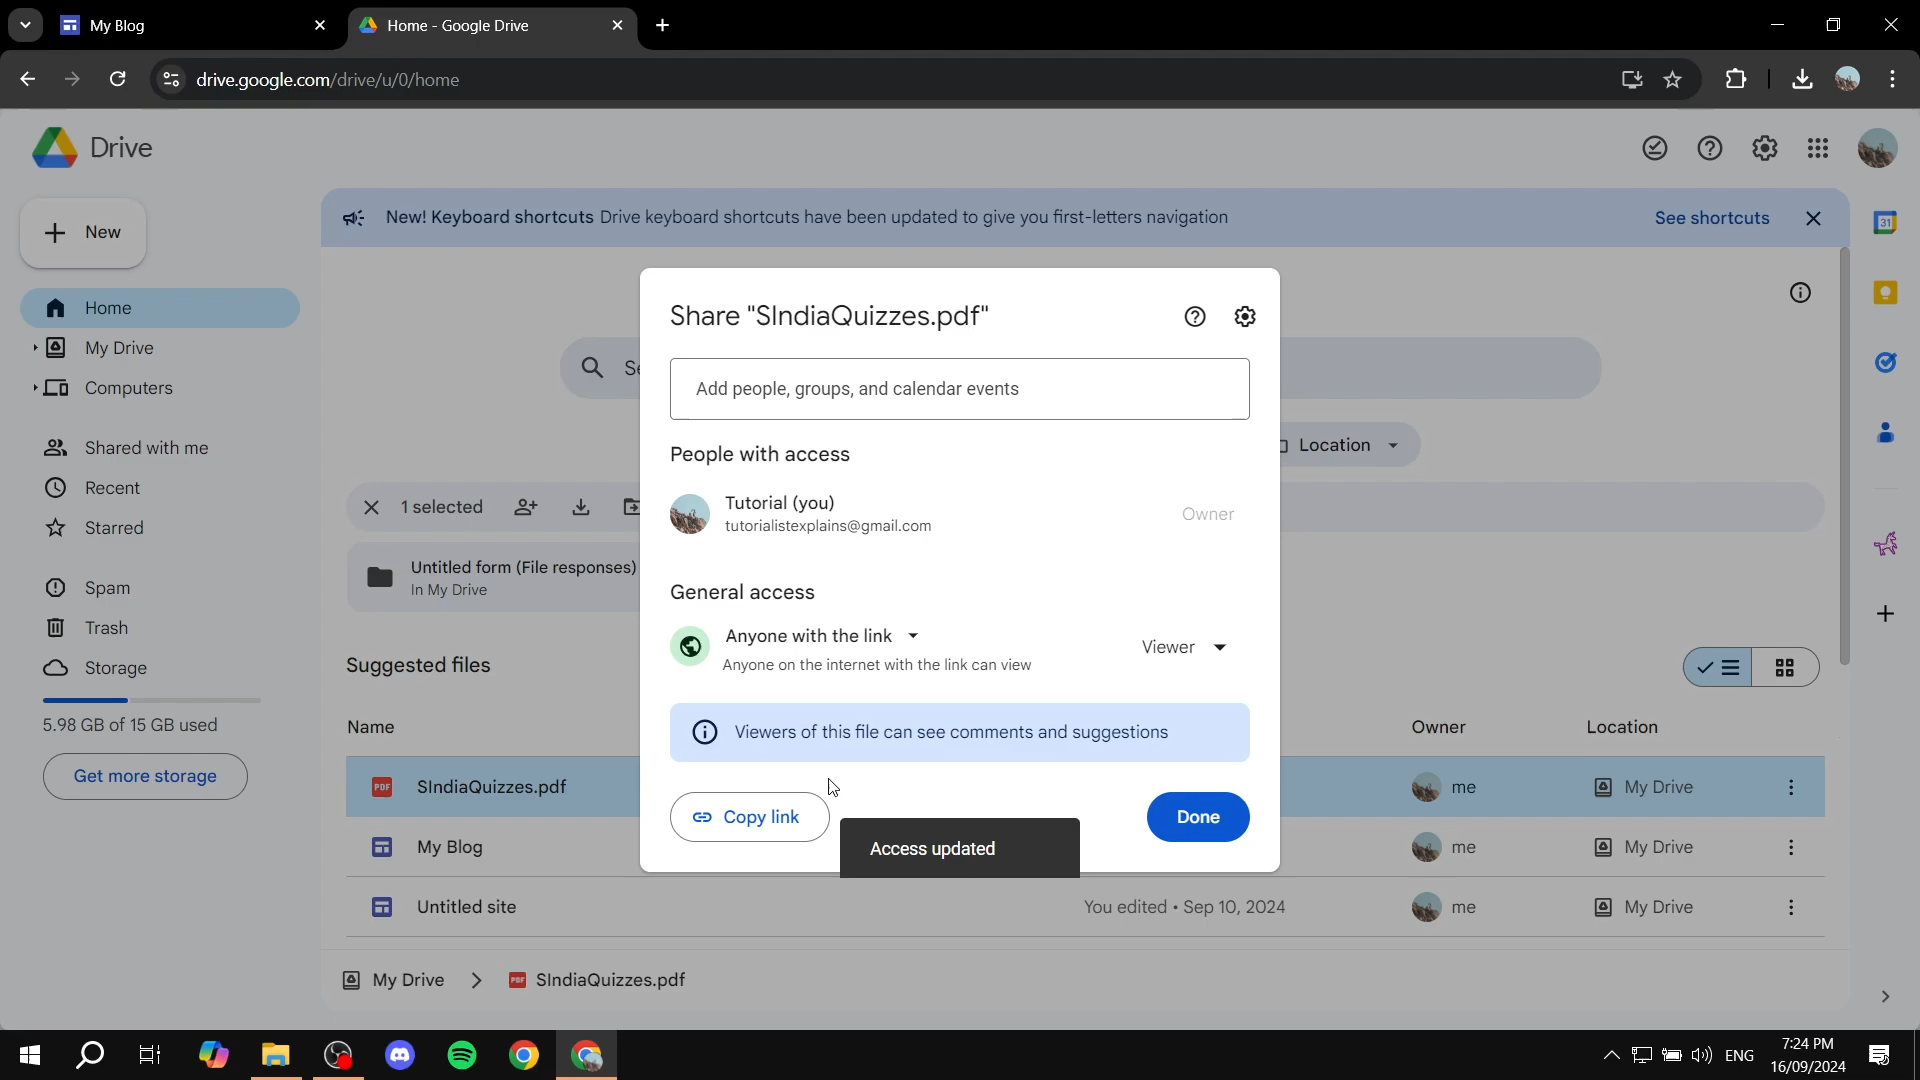 My Blog
Home - Google Drive
drive.google.com/drive/u/0/home
Drive
New! Keyboard shortcuts Drive keyboard shortcuts have been updated to give you first-letters navigation
See shortcuts
New
Home
My Drive
Computers
Shared with me
Recent
Starred
Spam
Trash
Storage
5.98 GB of 15 GB used
Get more storage
Location
1 selected
Untitled form (File responses)
In My Drive
Suggested files
Name
Owner
Location
SIndiaQuizzes.pdf
me
My Drive
My Blog
me
My Drive
Untitled site
You edited • Sep 10, 2024
me
My Drive
My Drive
SIndiaQuizzes.pdf
Share "SIndiaQuizzes.pdf"
Add people, groups, and calendar events
People with access
Tutorial (you)
tutorialistexplains@gmail.com
Owner
General access
Anyone with the link
Anyone on the internet with the link can view
Viewer
Viewers of this file can see comments and suggestions
Copy link
Done
Access updated
31
PDF
PDF
ENG
7:24 PM
16/09/2024